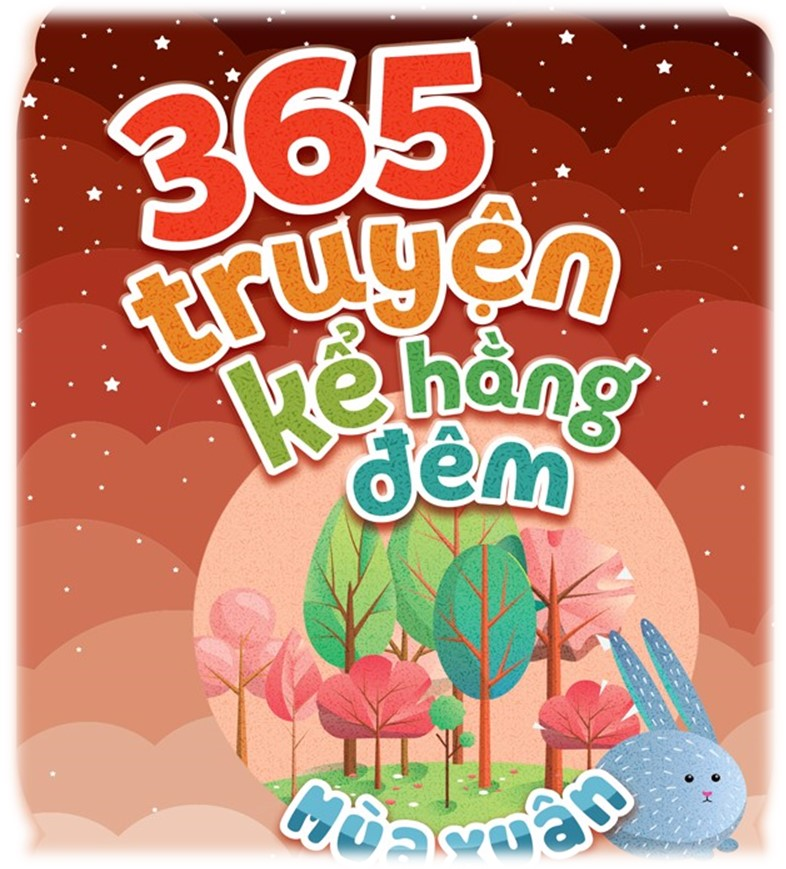 365
truyện
kể hằng
đêm
Mùa xuân